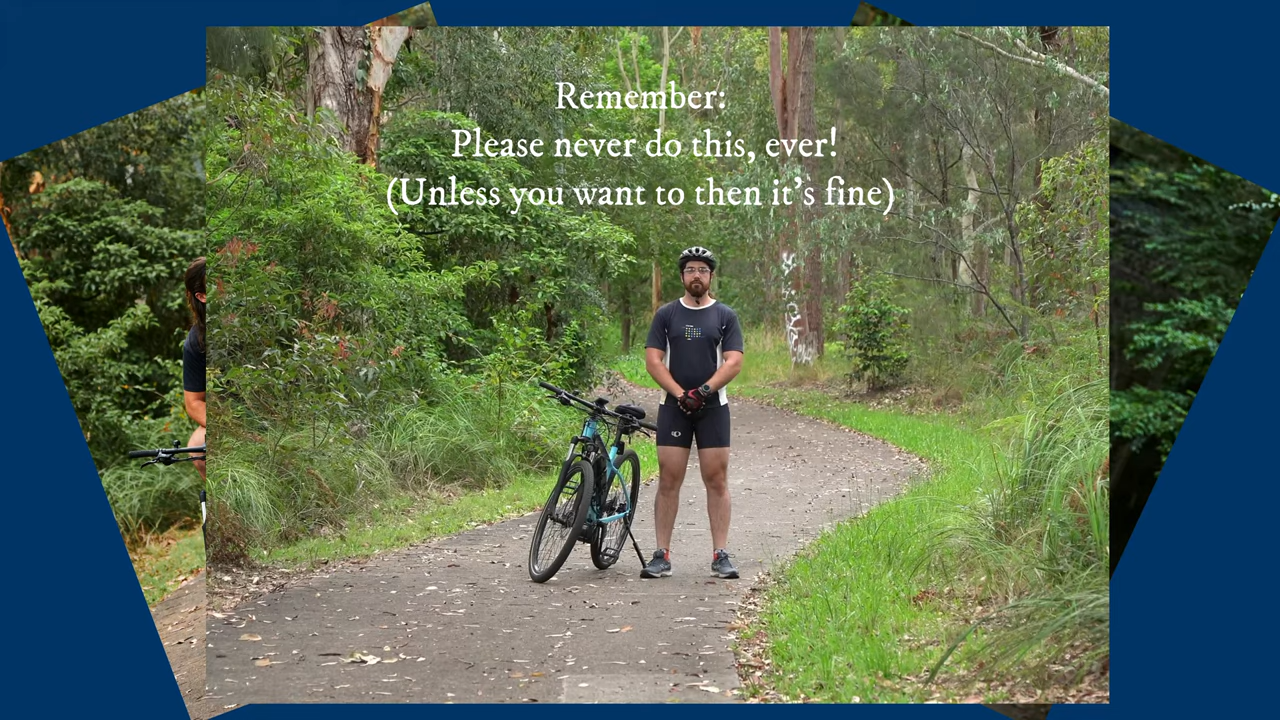 Remember:
Please never do this, ever!
(Unless you want to then it's fine)